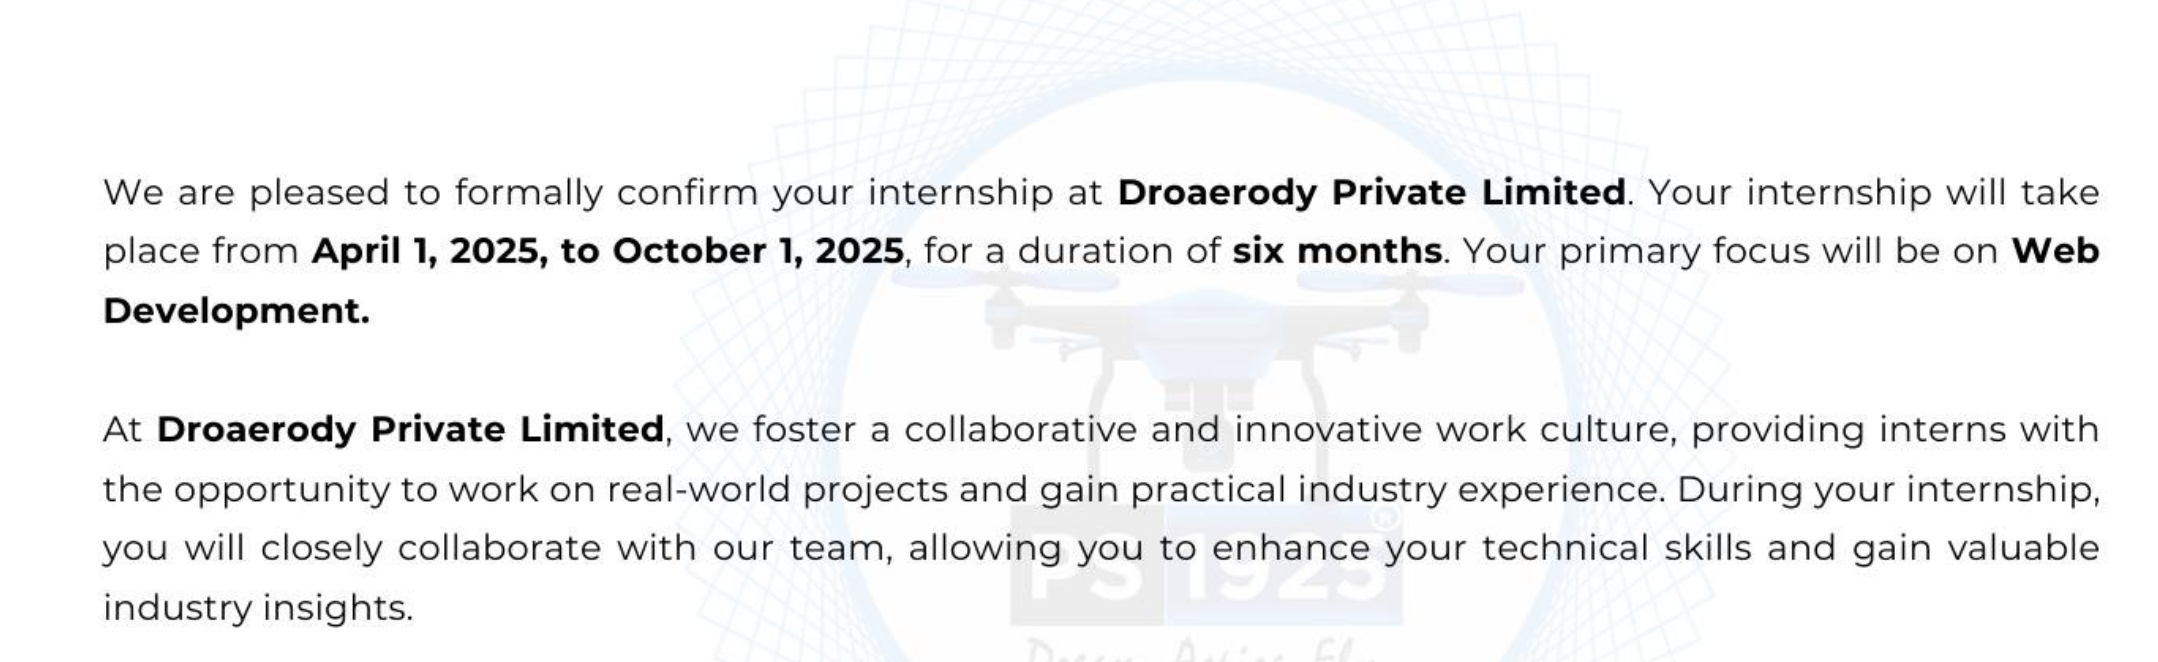 We are pleased to formally confirm your internship at Droaerody Private Limited. Your internship will take
place from April 1, 2025, to October 1, 2025, for a duration of six months. Your primary focus will be on Web
Development.
At Droaerody Private Limited, we foster a collaborative and innovative work culture, providing interns with
the opportunity to work on real-world projects and gain practical industry experience. During your internship,
you will closely collaborate with our team, allowing you to enhance your technical skills and gain valuable
industry insights.
PS 1925®